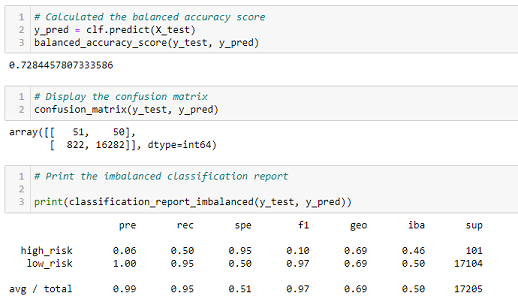 1 # Calculated the balanced accuracy score
2 y_pred = clf.predict(X_test)
3 balanced_accuracy_score(y_test, y_pred)
0.7284457807333586
1 # Display the confusion matrix
2 confusion_matrix(y_test, y_pred)
array([[ 51, 50],
[ 822, 16282]], dtype=int64)
1 # Print the imbalanced classification report
2
3 print(classification_report_imbalanced(y_test, y_pred))
pre rec spe f1 geo iba sup
high_risk 0.06 0.50 0.95 0.10 0.69 0.46 101
low_risk 1.00 0.95 0.50 0.97 0.69 0.50 17104
avg / total 0.99 0.95 0.51 0.97 0.69 0.50 17205